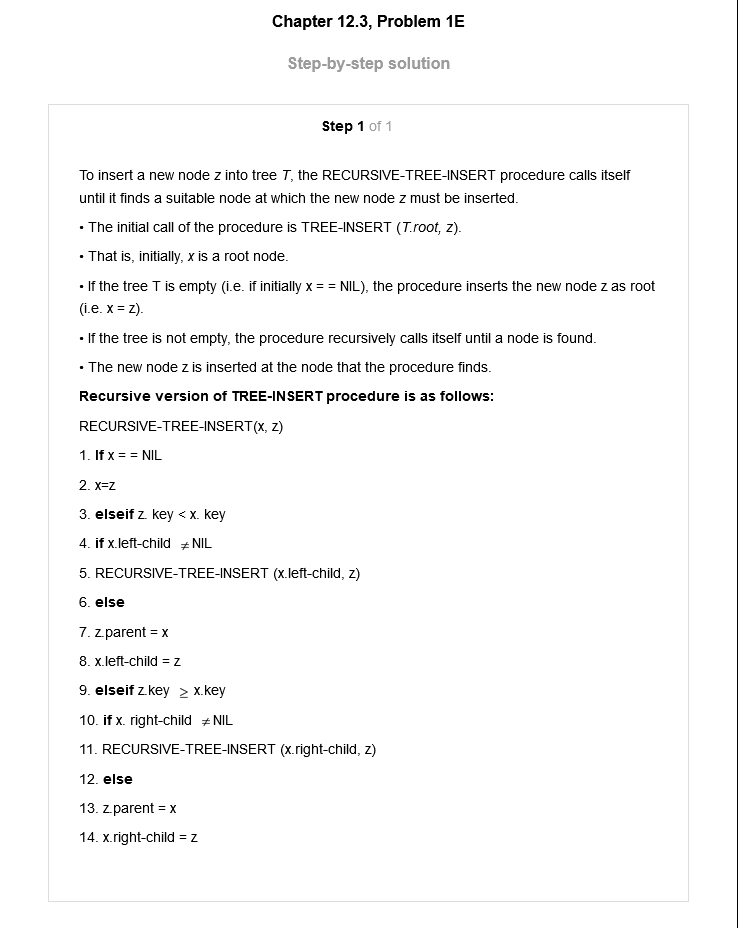 Chapter 12.3, Problem 1E
Step-by-step solution
Step 1 of 1
To insert a new node z into tree T, the RECURSIVE-TREE-INSERT procedure calls itself
until it finds a suitable node at which the new node z must be inserted.
• The initial call of the procedure is TREE-INSERT (T.root, z).
• That is, initially, x is a root node.
• If the tree T is empty (i.e. if initially x = = NIL), the procedure inserts the new node z as root
(i.e. x = z).
• If the tree is not empty, the procedure recursively calls itself until a node is found.
• The new node z is inserted at the node that the procedure finds.
Recursive version of TREE-INSERT procedure is as follows:
RECURSIVE-TREE-INSERT(x, z)
1. If x = = NIL
2. x=z
3. elseif z. key < x. key
4. if x.left-child ≠ NIL
5. RECURSIVE-TREE-INSERT (x.left-child, z)
6. else
7. z.parent = x
8. x.left-child = z
9. elseif z.key ≥ x.key
10. if x. right-child ≠ NIL
11. RECURSIVE-TREE-INSERT (x.right-child, z)
12. else
13. z.parent = x
14. x.right-child = z